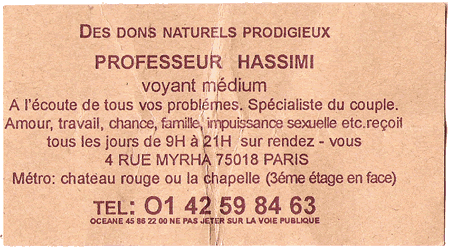 DES DONS NATURELS PRODIGIEUX
PROFESSEUR HASSIMI
voyant médium
A l'écoute de tous vos problémes. Spécialiste du couple.
Amour, travail, chance, famille, impuissance sexuelle etc.reçoit
tous les jours de 9H à 21H sur rendez - vous
4 RUE MYRHA 75018 PARIS
Métro: chateau rouge ou la chapelle (3éme étage en face)
TEL: O1 42 59 84 63
OCEANE 45 86 22 00 NE PAS JETER SUR LA VOIE PUBLIQUE